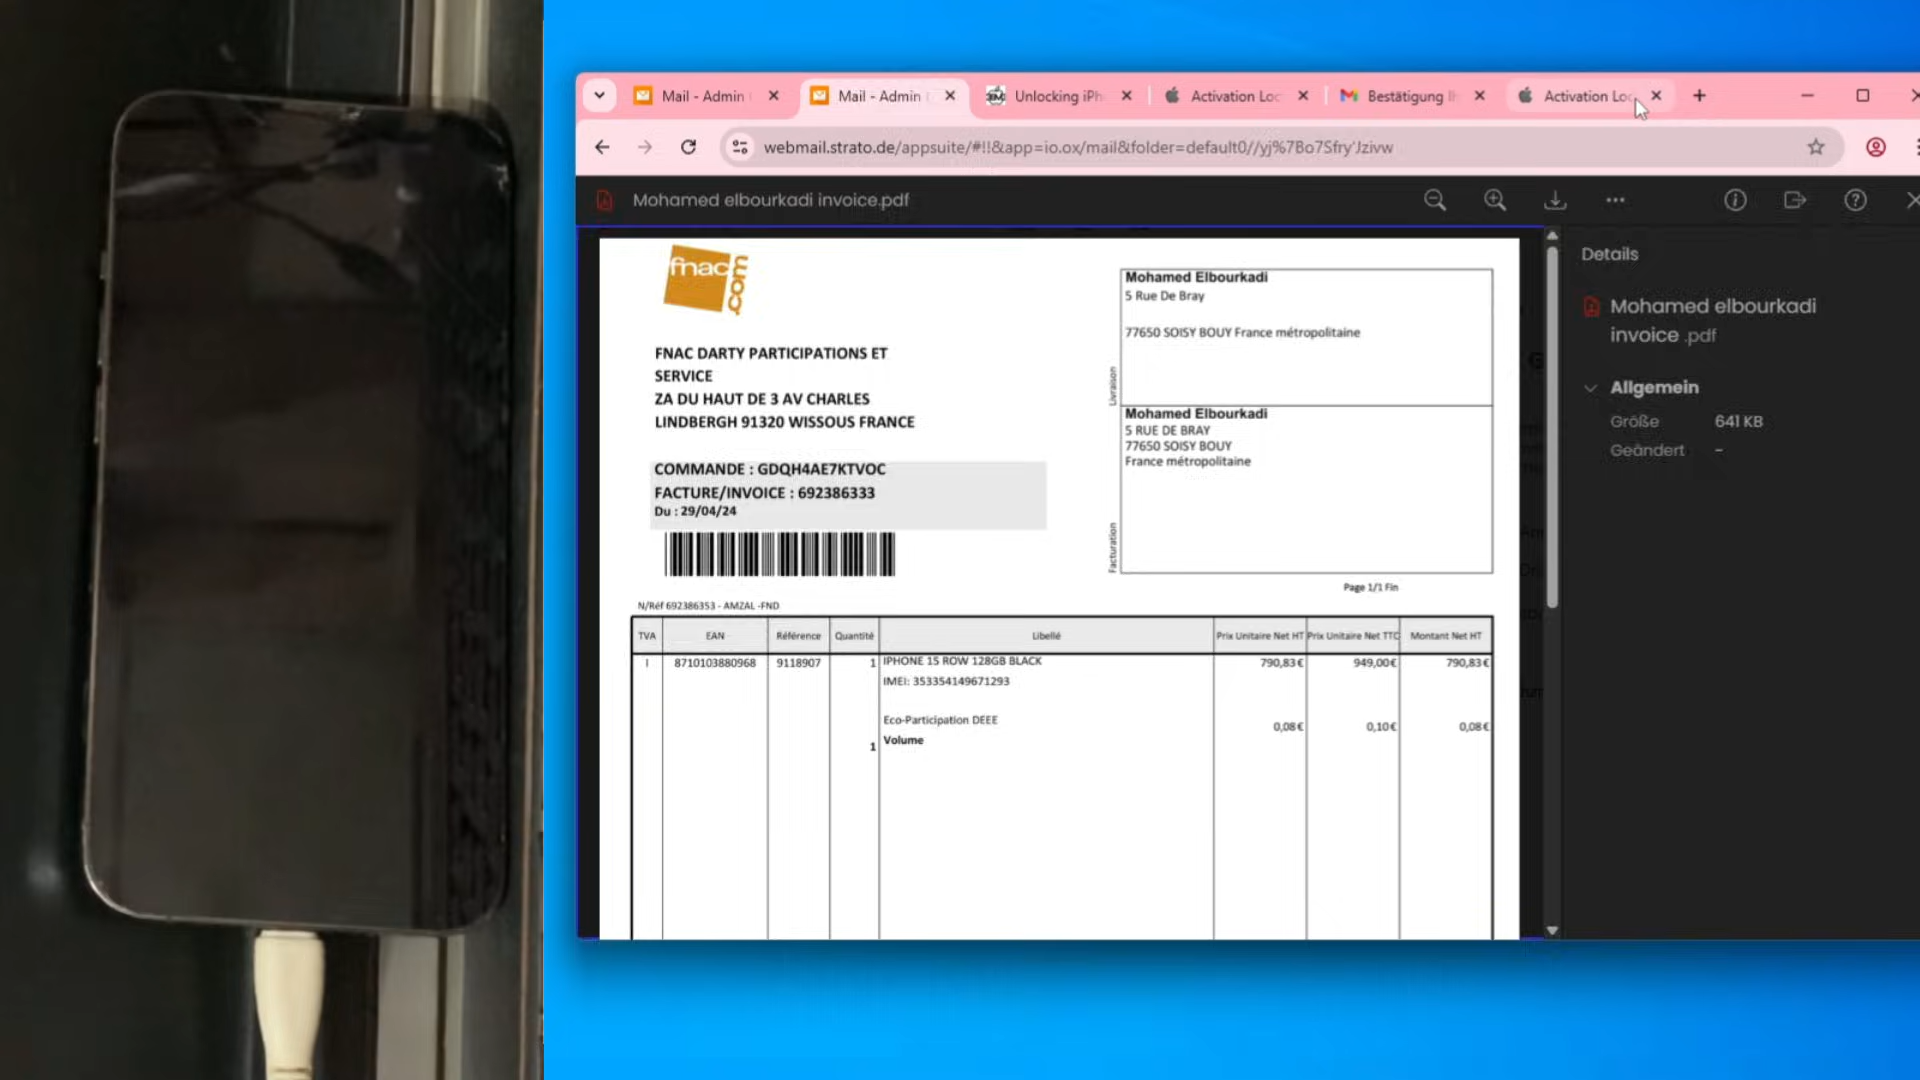 Mail - Admin
Mail - Admin
Unlocking iPh
Activation Loc
Bestätigung I
Activation Lo
webmail.strato.de/appsuite/#!!&app=io.ox/mail&folder=default0//yj%7Bo7Sfry'Jzivw
Mohamed elbourkadi invoice.pdf
fnac.com
FNAC DARTY PARTICIPATIONS ET
SERVICE
ZA DU HAUT DE 3 AV CHARLES
LINDBERGH 91320 WISSOUS FRANCE
COMMANDE : GDQH4AE7KTVOC
FACTURE/INVOICE : 692386333
Du : 29/04/24
Livraison
Mohamed Elbourkadi
5 Rue De Bray
77650 SOISY BOUY France métropolitaine
Facturation
Mohamed Elbourkadi
5 RUE DE BRAY
77650 SOISY BOUY
France métropolitaine
Page 1/1 Fin
N/Réf 692386353 - AMZAL -FND
TVA EAN Référence Quantité Libellé Prix Unitaire Net HT Prix Unitaire Net TTC Montant Net HT
I 8710103880968 9118907 1 IPHONE 15 ROW 128GB BLACK 790,83€ 949,00€ 790,83€
IMEI: 353354149671293
Eco-Participation DEEE 0,08€ 0,10€ 0,08€
1 Volume
Details
Mohamed elbourkadi
invoice .pdf
Allgemein
Größe 641 KB
Geändert -